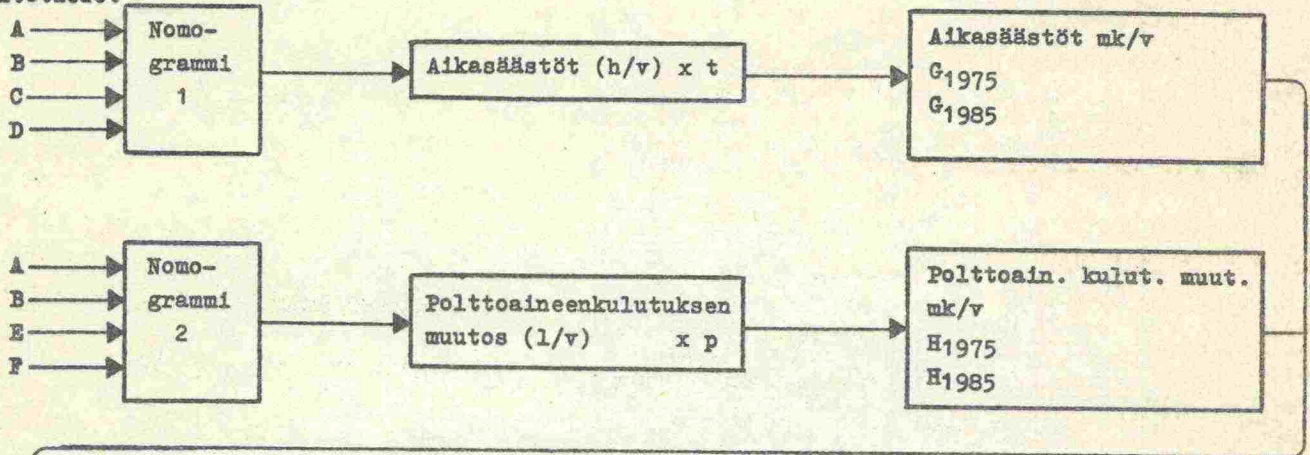 A
B
C
D
Nomo-
grammi
1
Aikasäästöt (h/v) x t
Aikasäästöt mk/v
G1975
G1985
A
B
E
F
Nomo-
grammi
2
Polttoaineenkulutuksen
muutos (l/v) x p
Polttoain. kulut. muut.
mk/v
H1975
H1985